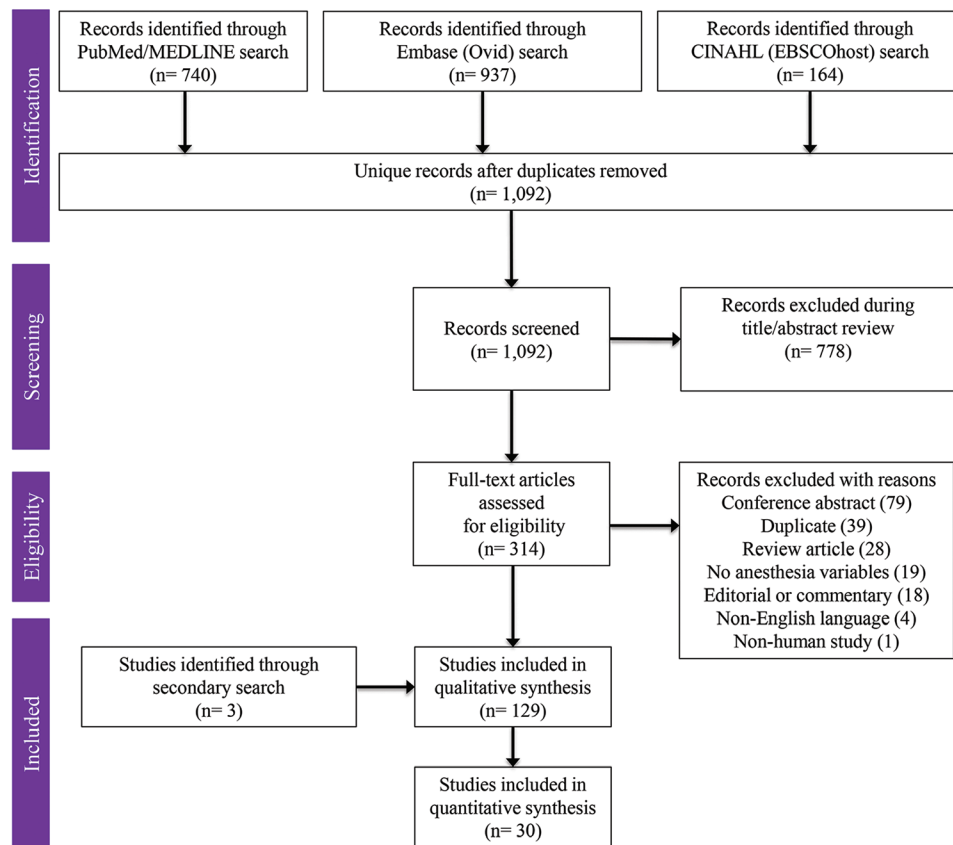 Identification
Records identified through
PubMed/MEDLINE search
(n= 740)
Records identified through
Embase (Ovid) search
(n= 937)
Records identified through
CINAHL (EBSCOhost) search
(n= 164)
Unique records after duplicates removed
(n= 1,092)
Screening
Records screened
(n= 1,092)
Records excluded during
title/abstract review
(n= 778)
Eligibility
Full-text articles
assessed
for eligibility
(n= 314)
Records excluded with reasons
Conference abstract (79)
Duplicate (39)
Review article (28)
No anesthesia variables (19)
Editorial or commentary (18)
Non-English language (4)
Non-human study (1)
Included
Studies identified through
secondary search
(n= 3)
Studies included in
qualitative synthesis
(n= 129)
Studies included in
quantitative synthesis
(n= 30)